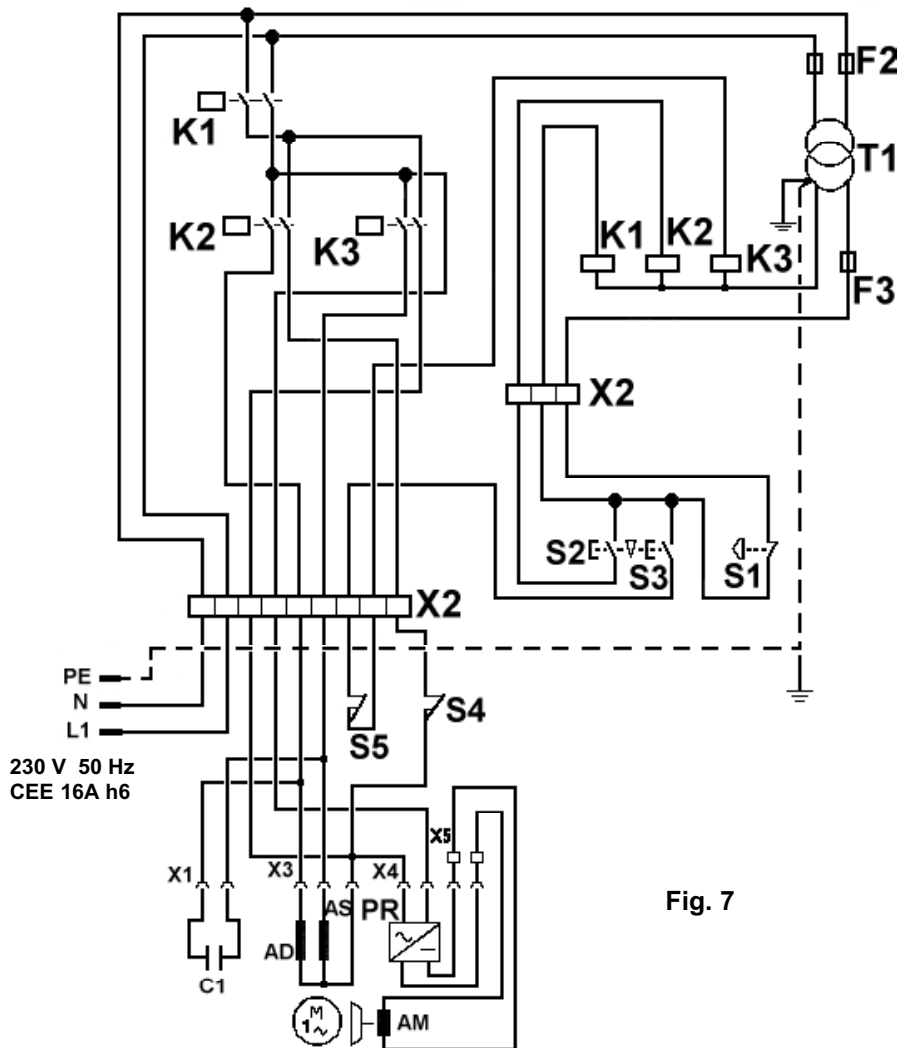 F2
K1
T1
K2
K3
K1
K2
K3
F3
X2
S2
S3
S1
X2
PE
N
L1
S4
S5
230 V 50 Hz
CEE 16A h6
X5
X1
X3
X4
AS
PR
Fig. 7
AD
C1
M
1~
AM